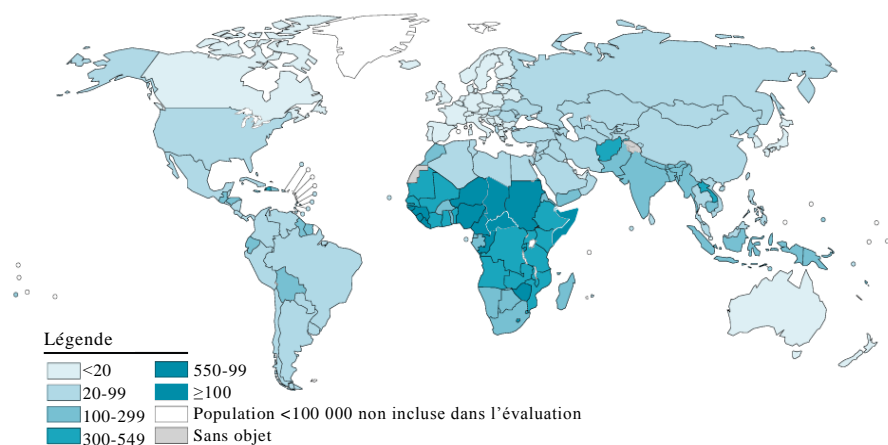 Légende
<20
20-99
100-299
300-549
550-99
≥100
Population <100 000 non incluse dans l'évaluation
Sans objet